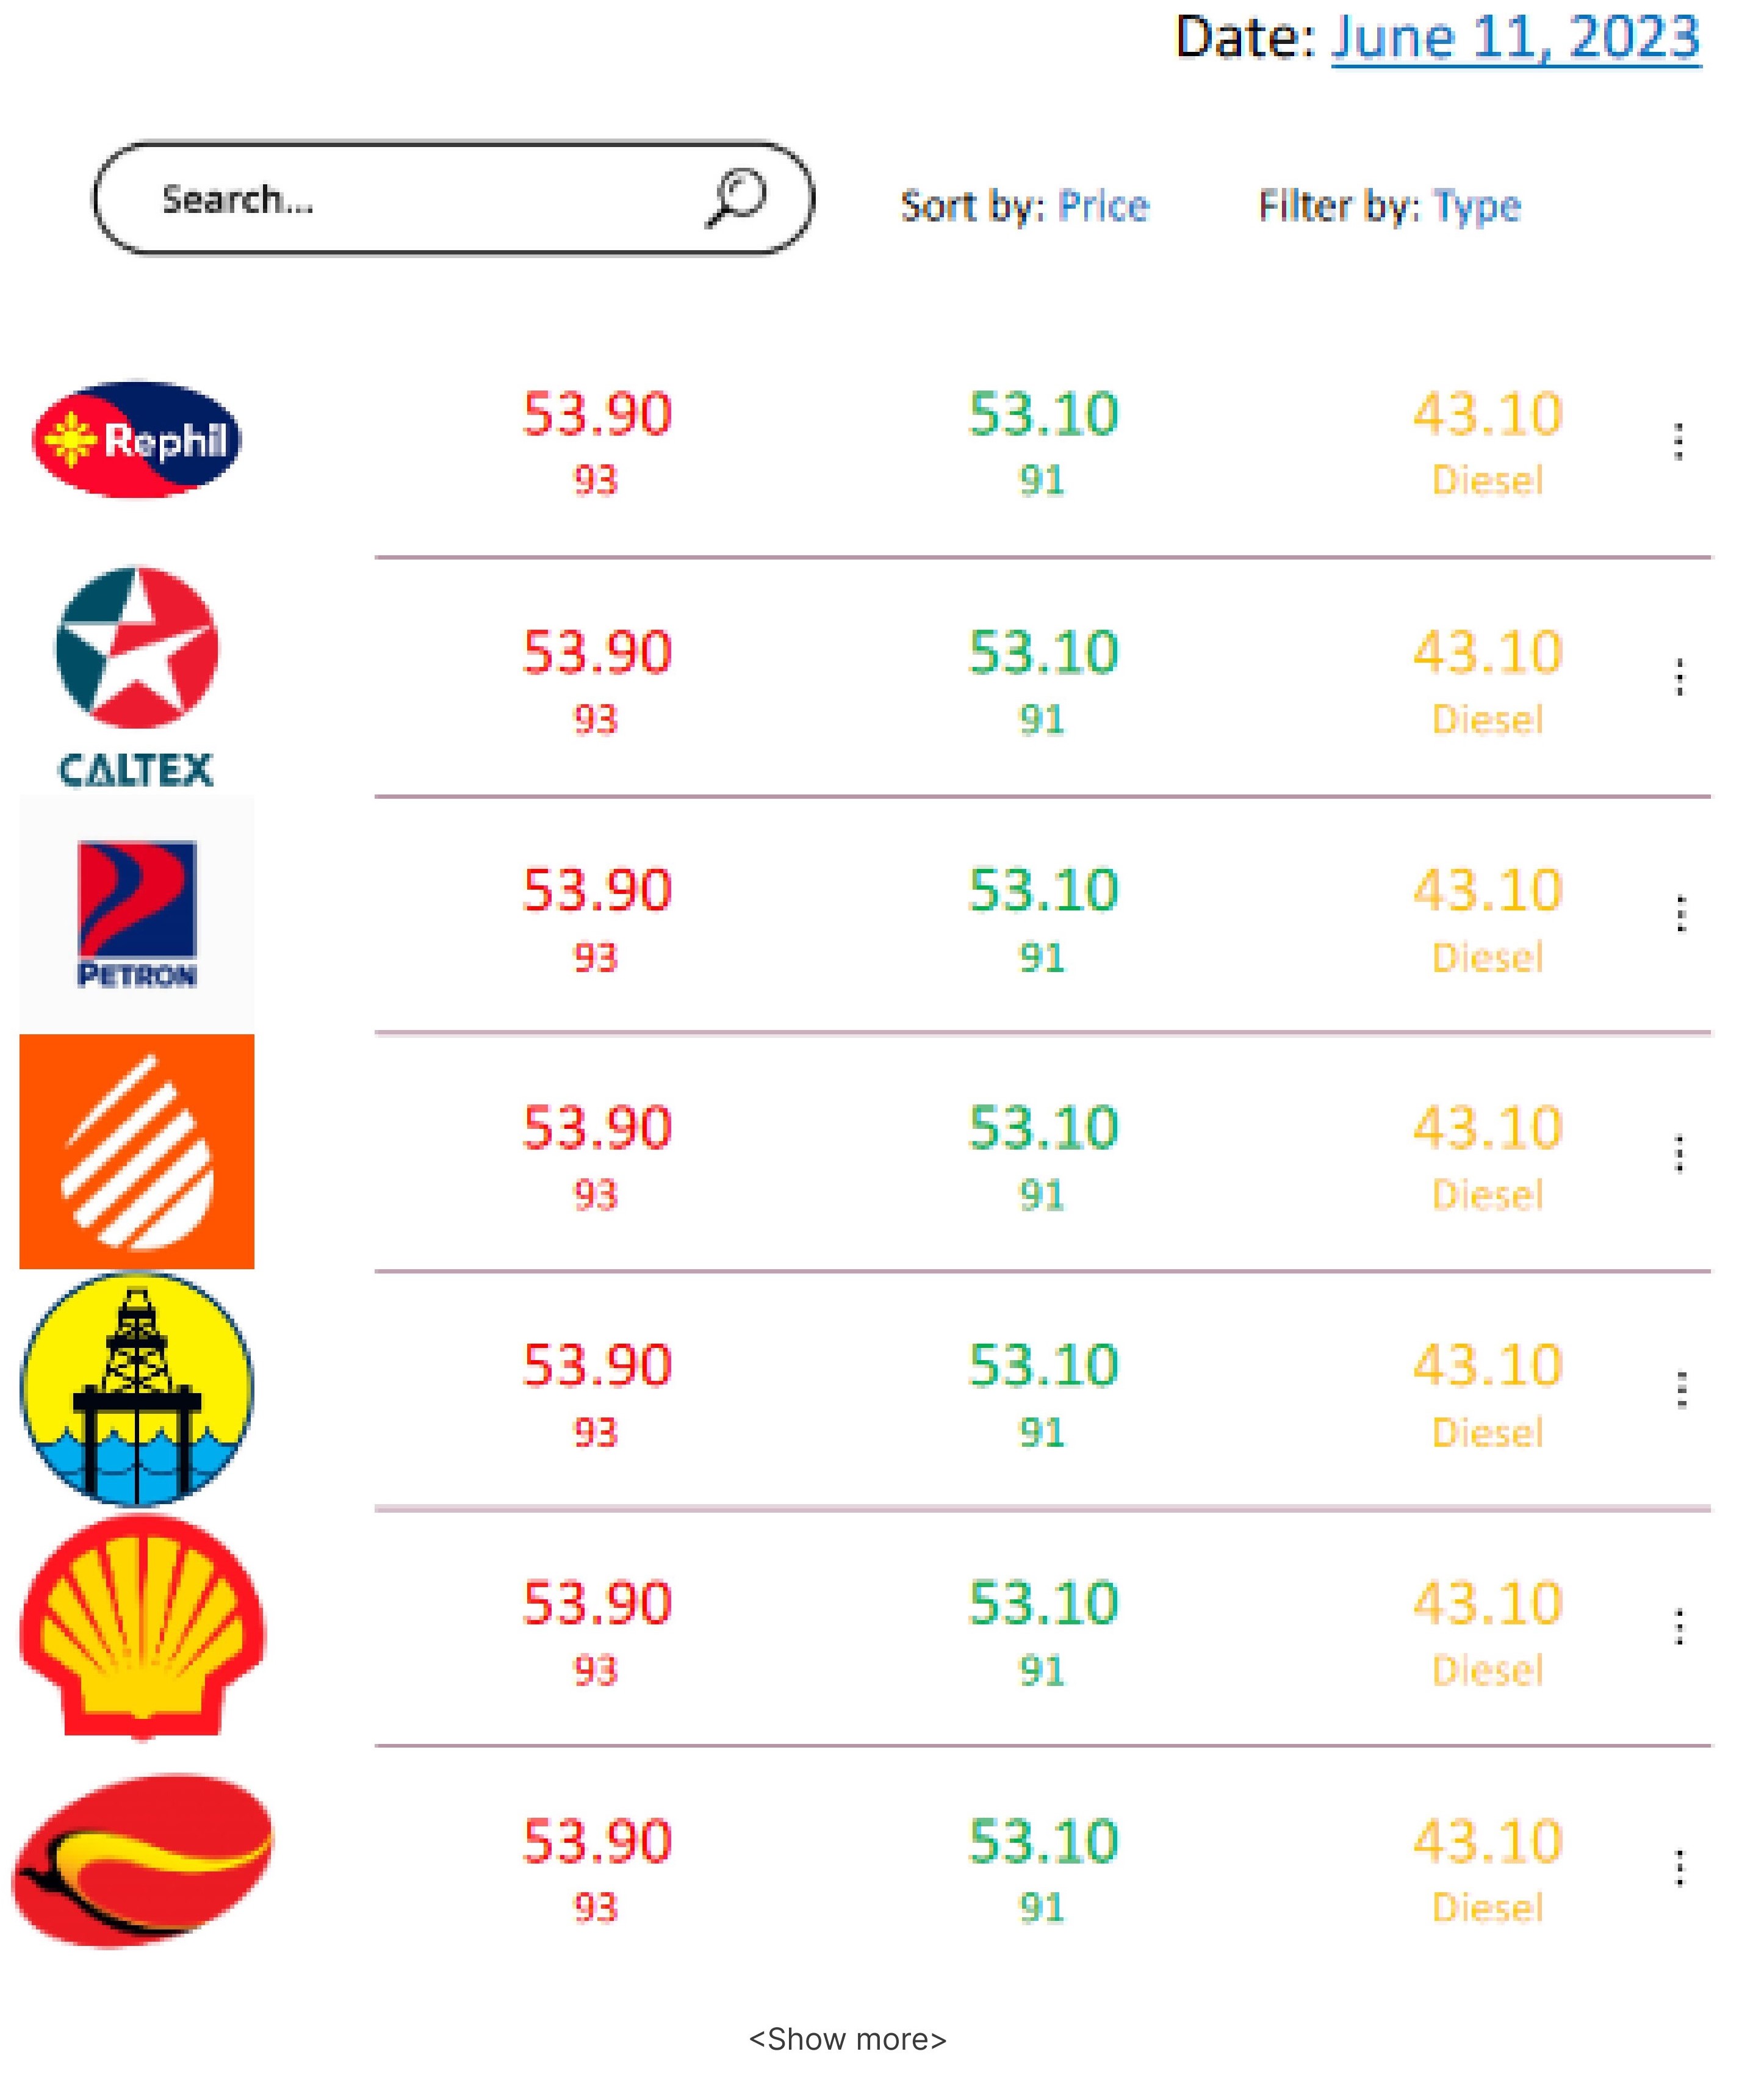 Date: June 11, 2023
Search...
Sort by: Price
Filter by: Type
Rephil
53.90 53.10 43.10
93 91 Diesel
53.90 53.10 43.10
93 91 Diesel
CALTEX
53.90 53.10 43.10
93 91 Diesel
PETRON
53.90 53.10 43.10
93 91 Diesel
53.90 53.10 43.10
93 91 Diesel
53.90 53.10 43.10
93 91 Diesel
53.90 53.10 43.10
93 91 Diesel
<Show more>